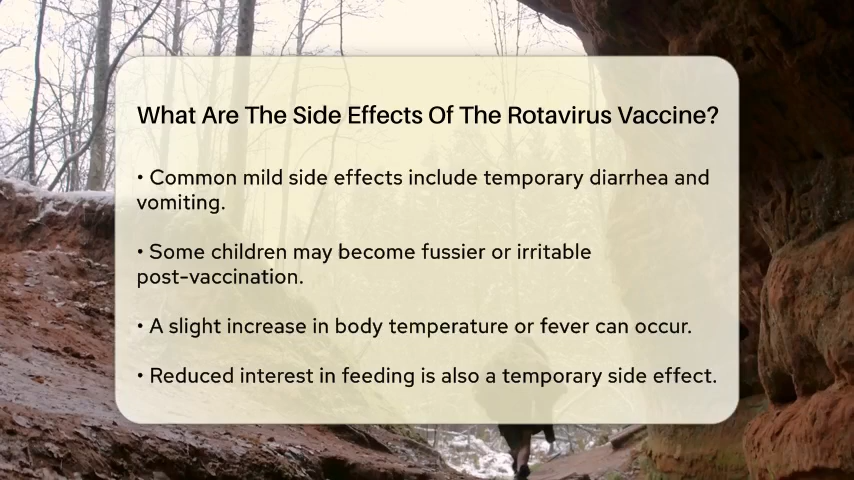 What Are The Side Effects Of The Rotavirus Vaccine?
• Common mild side effects include temporary diarrhea and
vomiting.
• Some children may become fussier or irritable
post-vaccination.
• A slight increase in body temperature or fever can occur.
• Reduced interest in feeding is also a temporary side effect.